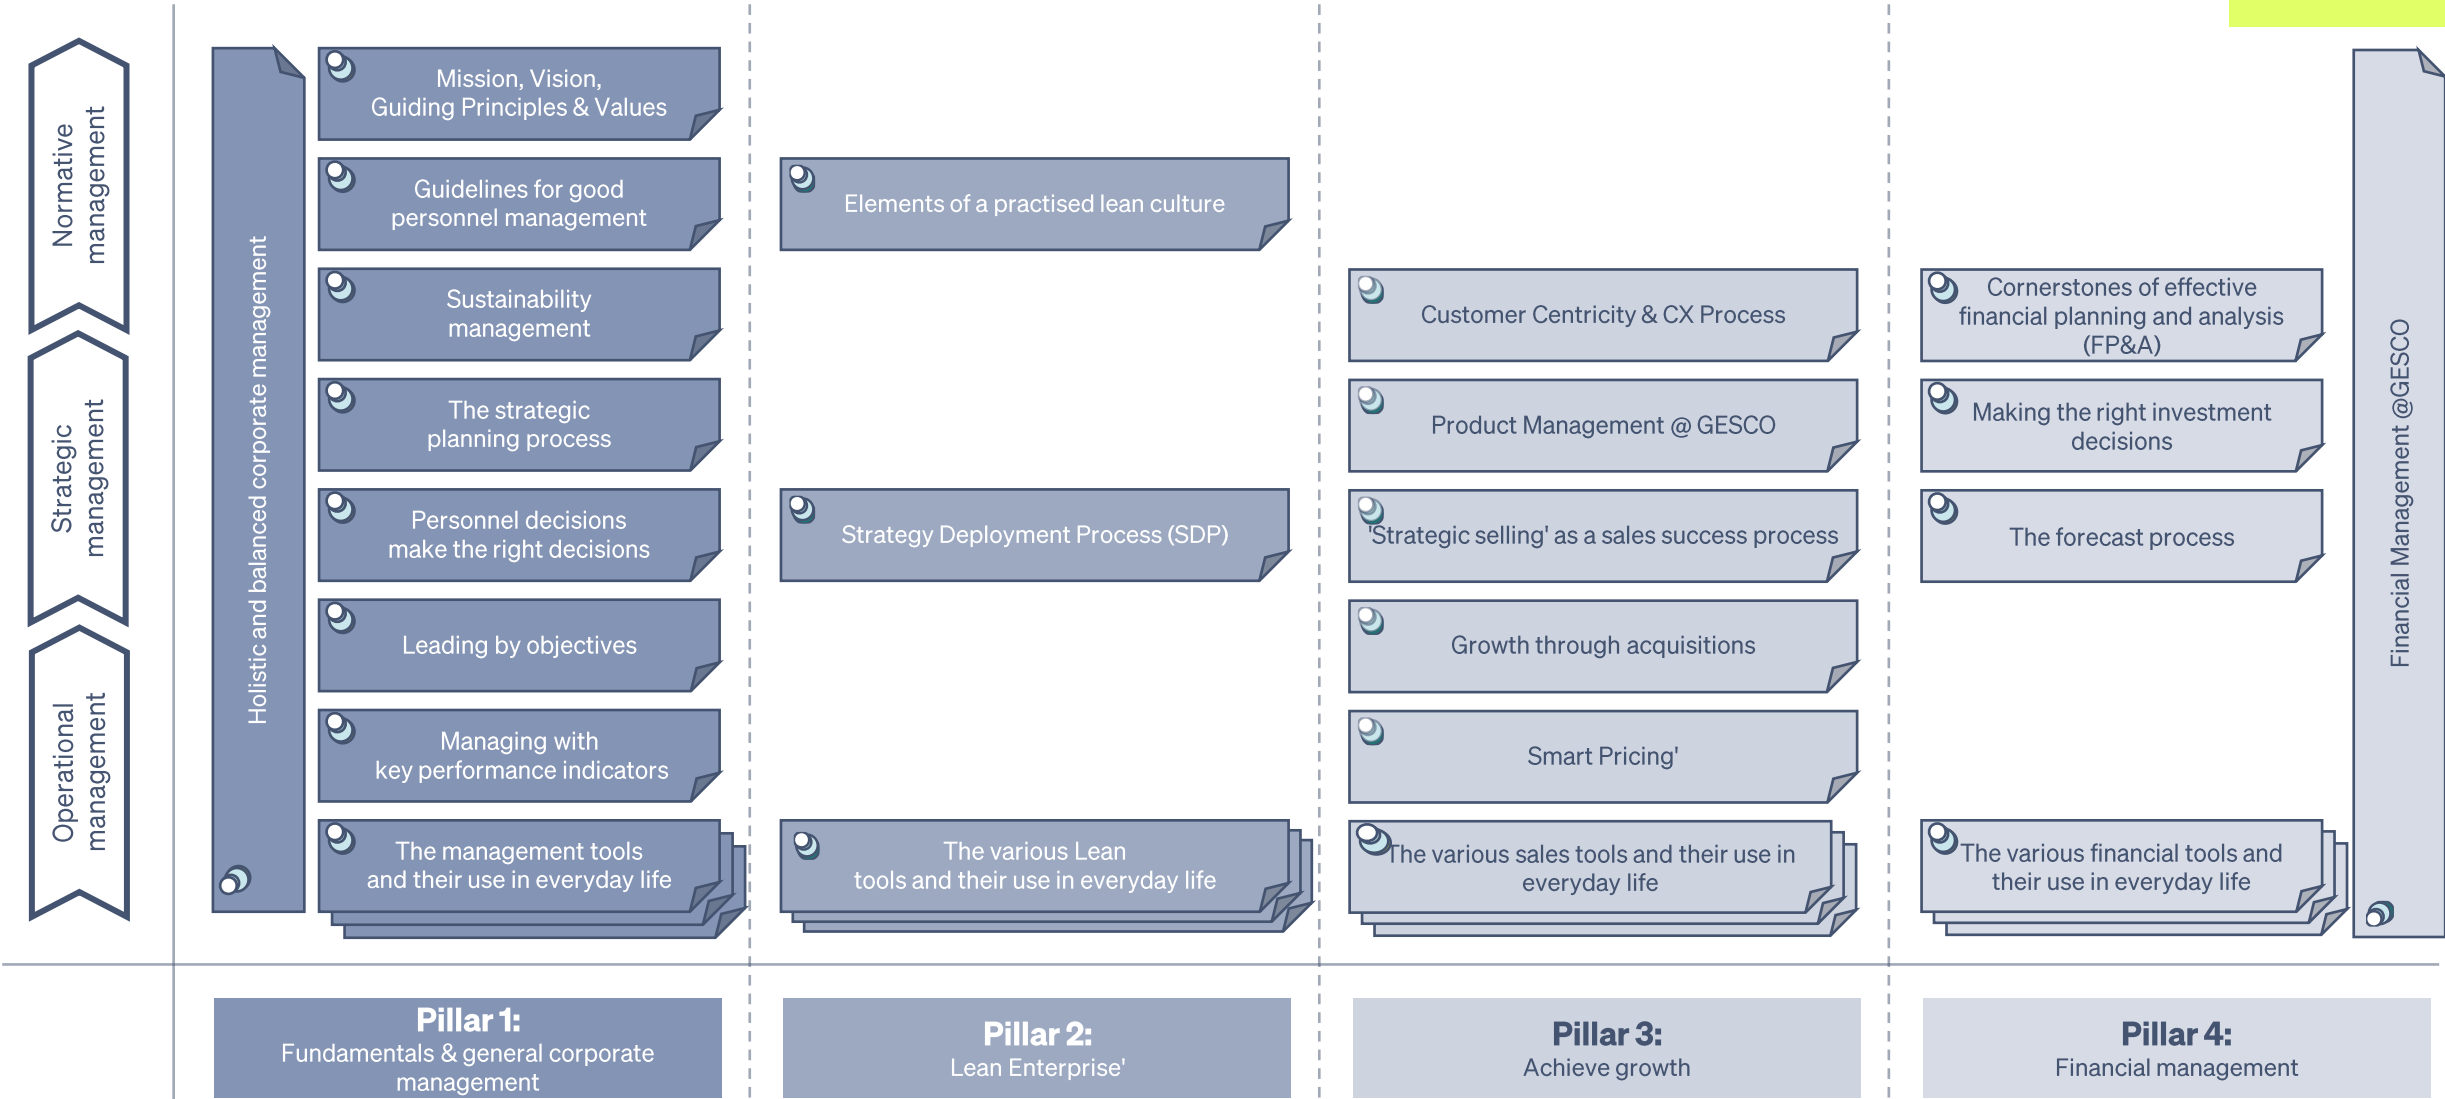 Normative
management
Strategic
management
Operational
management
Holistic and balanced corporate management
Mission, Vision,
Guiding Principles & Values
Guidelines for good
personnel management
Sustainability
management
The strategic
planning process
Personnel decisions
make the right decisions
Leading by objectives
Managing with
key performance indicators
The management tools
and their use in everyday life
Elements of a practised lean culture
Strategy Deployment Process (SDP)
The various Lean
tools and their use in everyday life
Customer Centricity & CX Process
Product Management @ GESCO
'Strategic selling' as a sales success process
Growth through acquisitions
Smart Pricing'
The various sales tools and their use in
everyday life
Cornerstones of effective
financial planning and analysis
(FP&A)
Making the right investment
decisions
The forecast process
The various financial tools and
their use in everyday life
Financial Management @GESCO
Pillar 1:
Fundamentals & general corporate
management
Pillar 2:
Lean Enterprise'
Pillar 3:
Achieve growth
Pillar 4:
Financial management